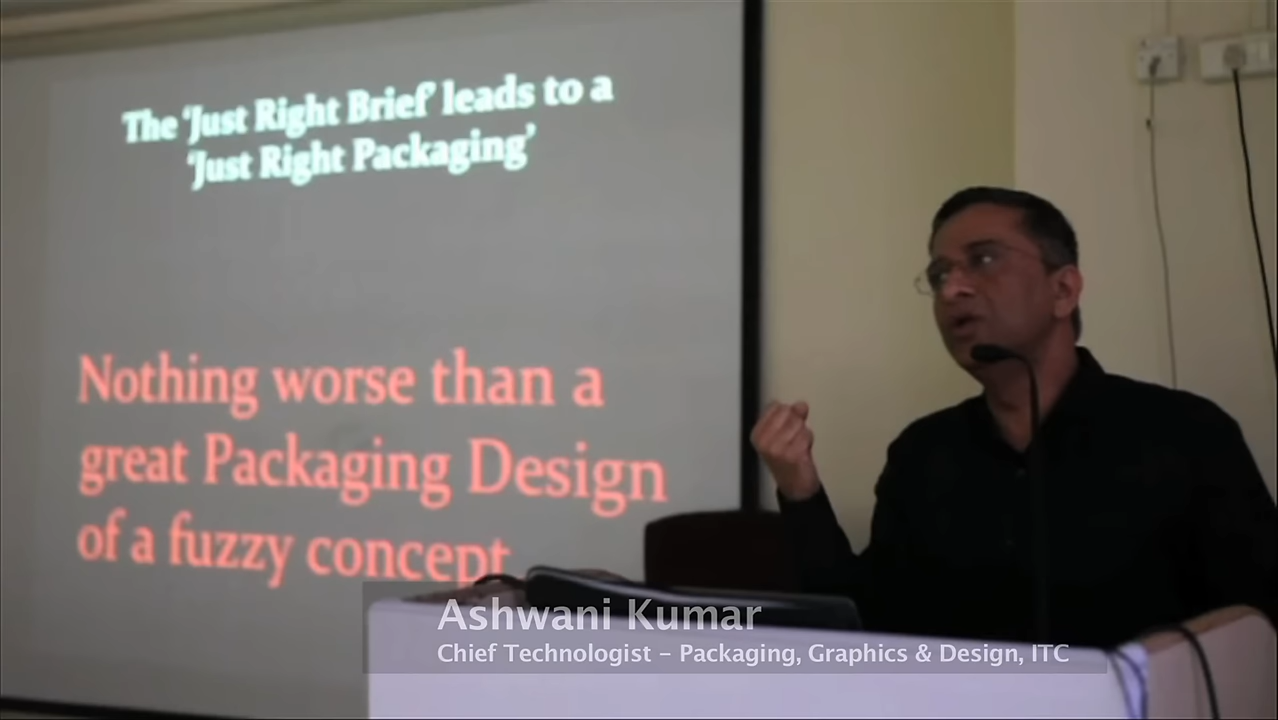 The ‘Just Right Brief’ leads to a
‘Just Right Packaging’
Nothing worse than a
great Packaging Design
of a fuzzy concept
Ashwani Kumar
Chief Technologist – Packaging, Graphics & Design, ITC